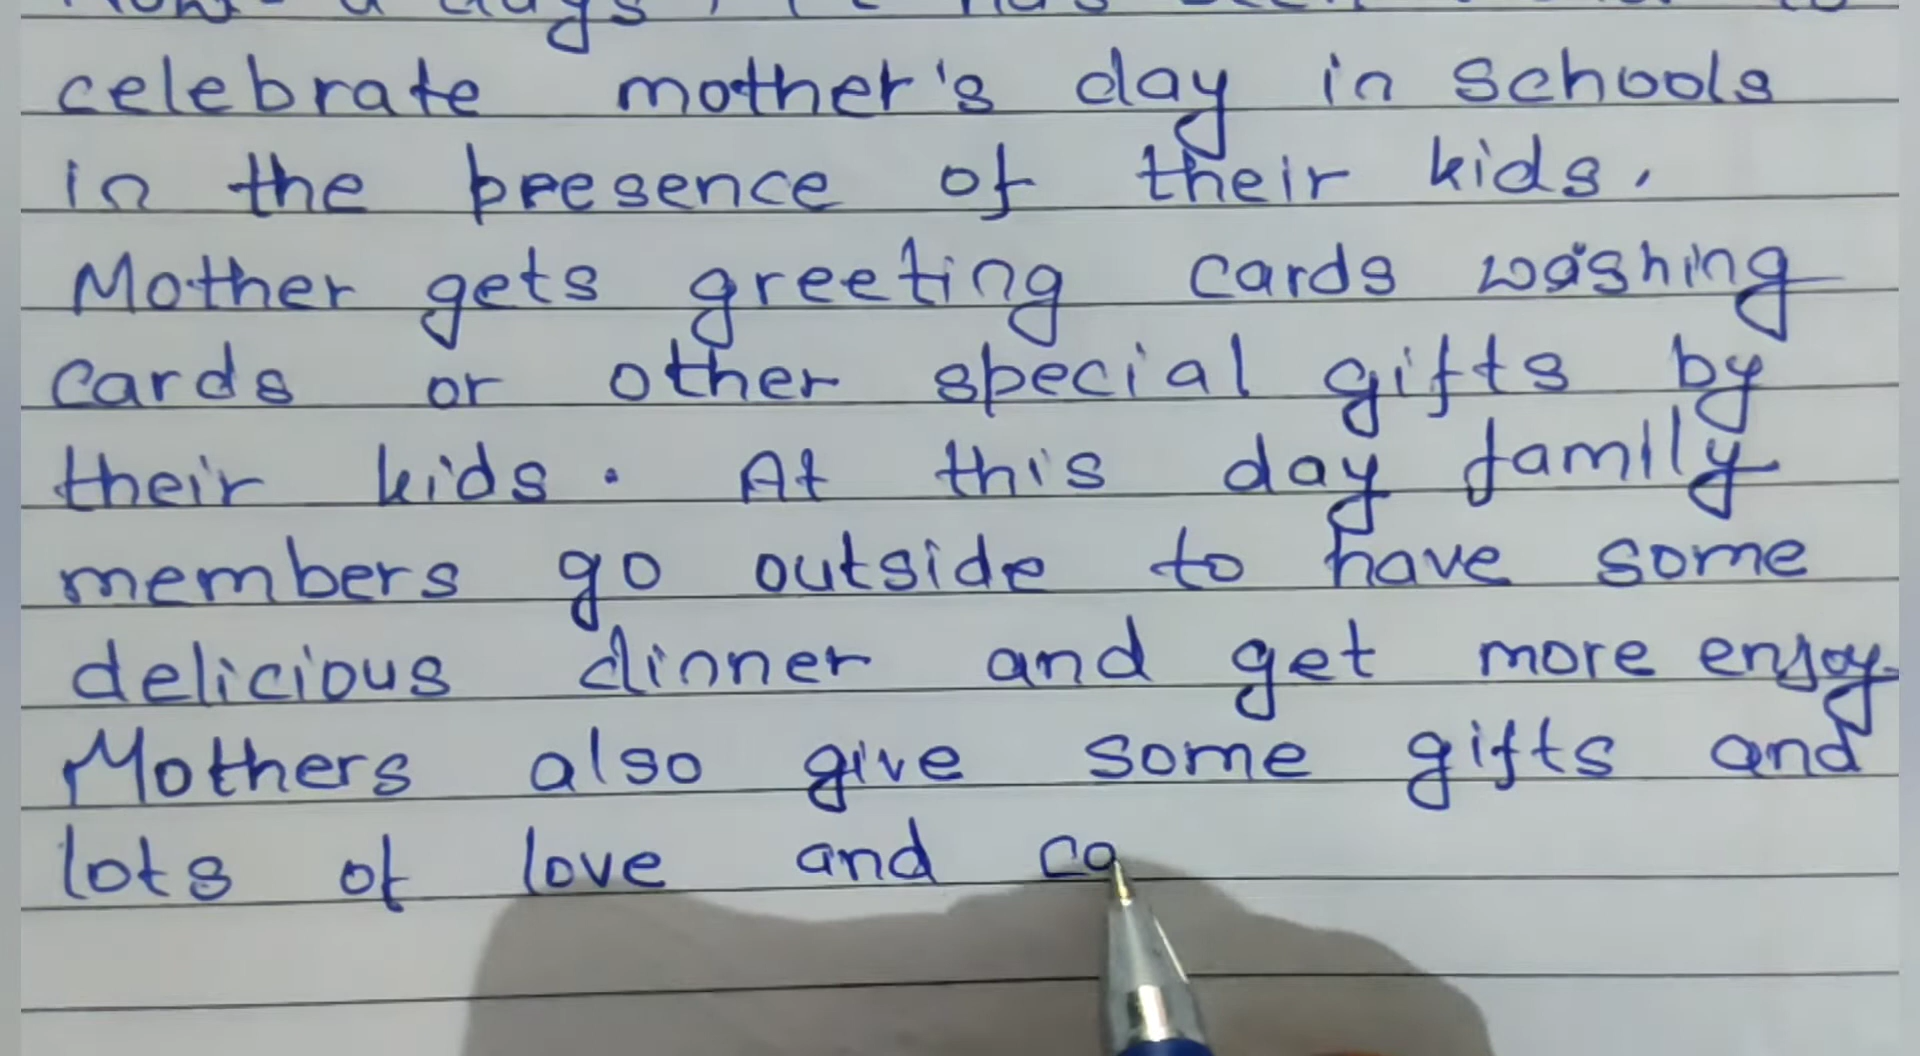 celebrate mother's day in schools
in the presence of their kids.
Mother gets greeting cards washing
cards or other special gifts by
their kids. At this day family
members go outside to have some
delicious dinner and get more enjoy.
Mothers also give some gifts and
lots of love and ca